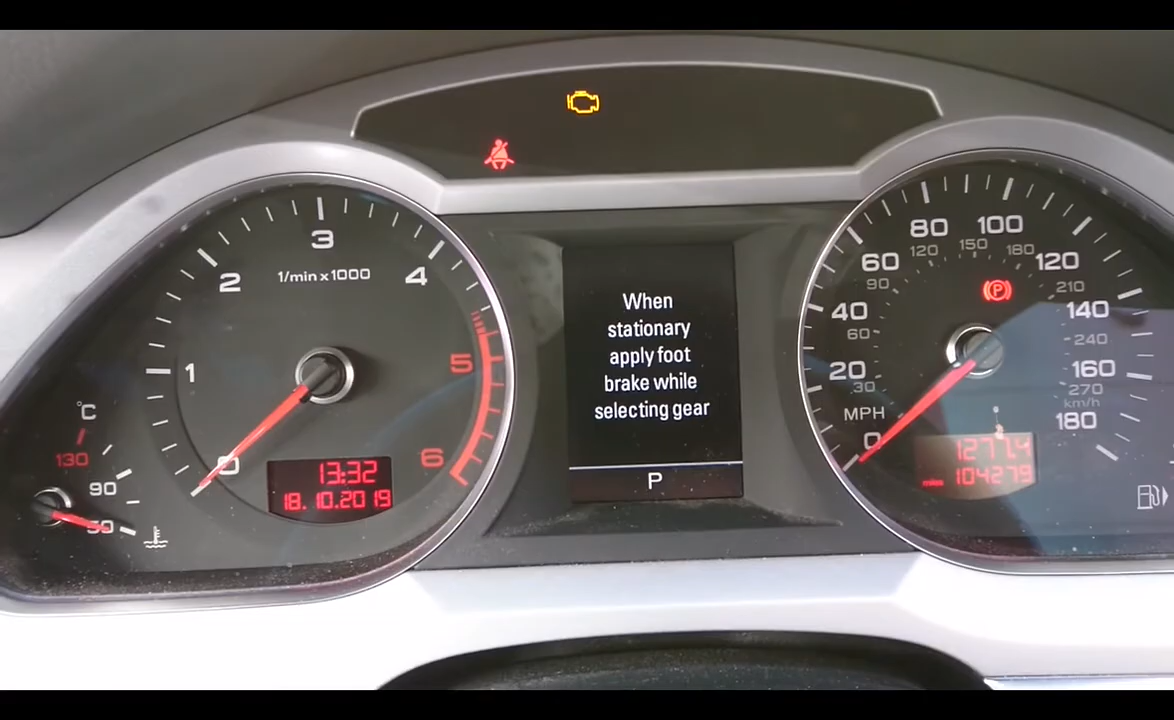 When
stationary
apply foot
brake while
selecting gear
P
1/min x 1000
0
1
2
3
4
5
6
13:32
18.10.2019
°C
130
90
50
MPH
0
20
40
60
80
100
120
140
160
180
30
60
90
120
150
180
210
240
270
km/h
P
1277.4
miles 104279